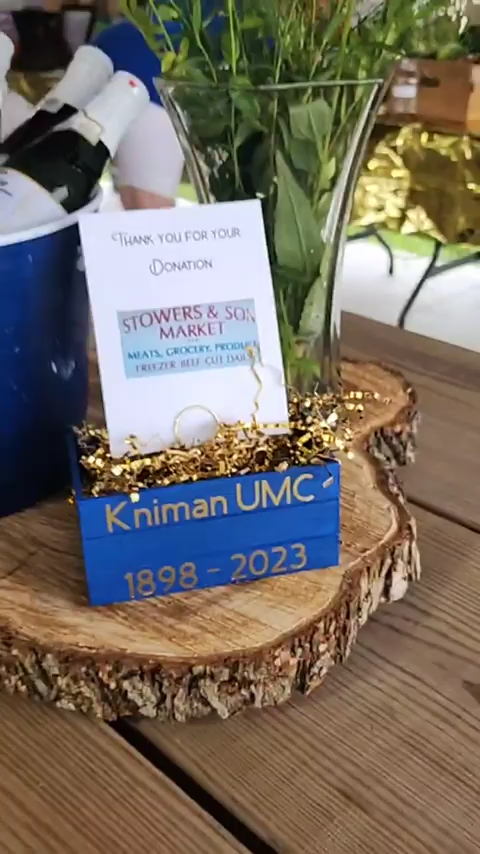 THANK YOU FOR YOUR
DONATION
STOWERS & SON
MARKET
MEATS, GROCERY, PRODUCE
FREEZER BEEF CUT DAILY
Kniman UMC
1898 - 2023